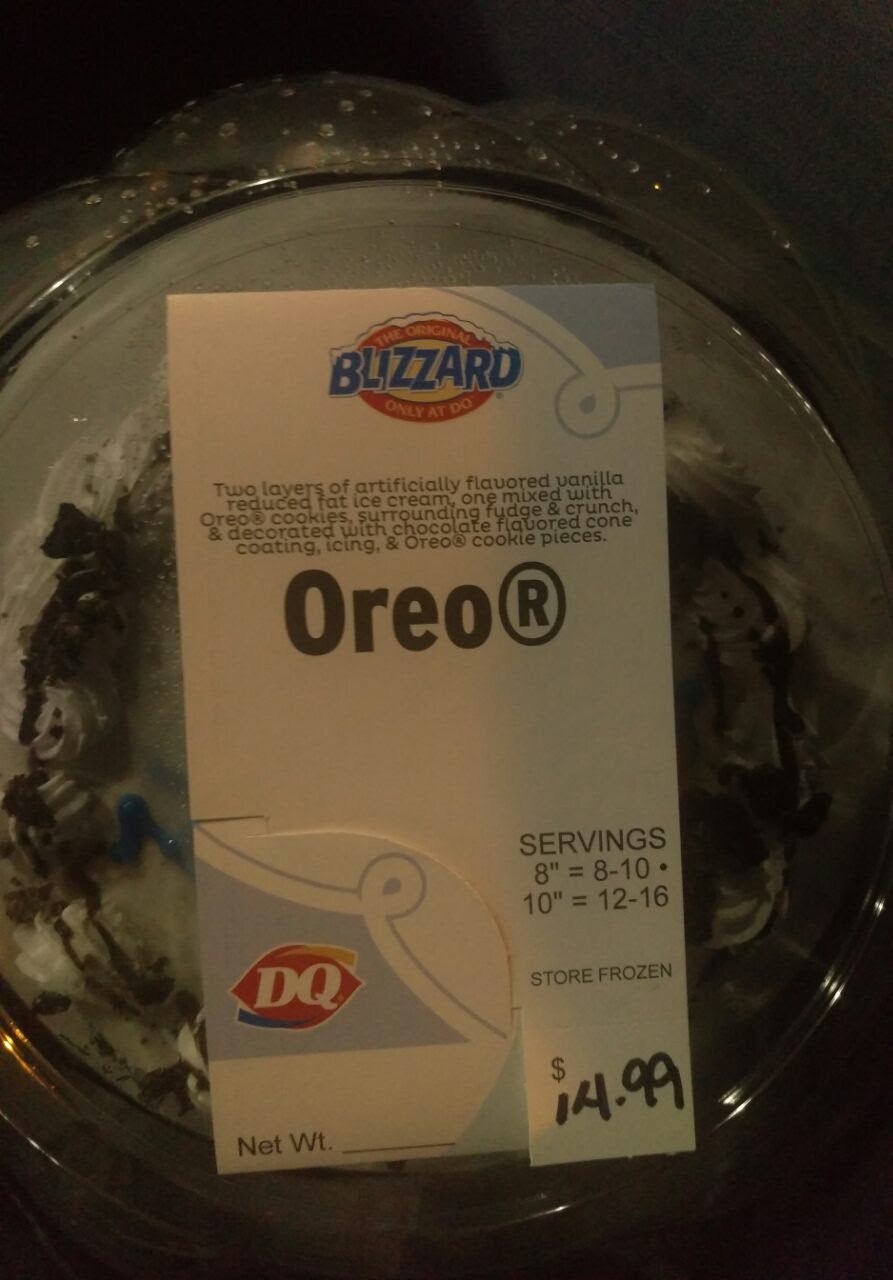 THE ORIGINAL
BLIZZARD®
ONLY AT DQ
Two layers of artificially flavored vanilla
reduced fat ice cream, one mixed with
Oreo® cookies, surrounding fudge & crunch,
& decorated with chocolate flavored cone
coating, icing, & Oreo® cookie pieces.
Oreo®
SERVINGS
8" = 8-10 •
10" = 12-16
DQ®
STORE FROZEN
$
14.99
Net Wt.